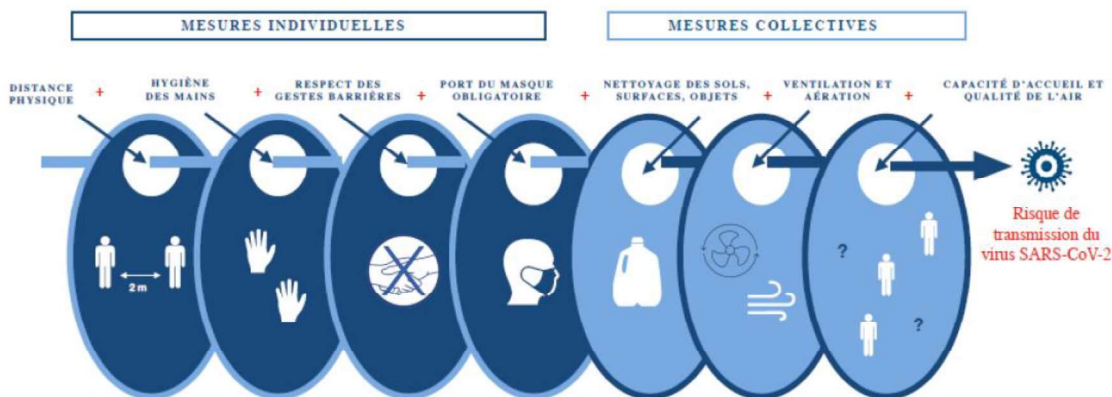 MESURES INDIVIDUELLES
MESURES COLLECTIVES
DISTANCE
PHYSIQUE
+
HYGIÈNE
DES MAINS
+
RESPECT DES
GESTES BARRIÈRES
+
PORT DU MASQUE
OBLIGATOIRE
+
NETTOYAGE DES SOLS,
SURFACES, OBJETS
+
VENTILATION ET
AÉRATION
+
CAPACITÉ D'ACCUEIL ET
QUALITÉ DE L'AIR
2 m
?
?
Risque de
transmission du
virus SARS-CoV-2